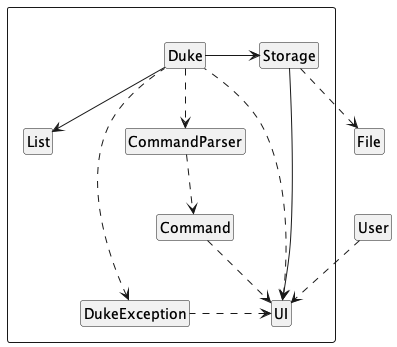 Duke
Storage
List
CommandParser
File
Command
User
DukeException
UI